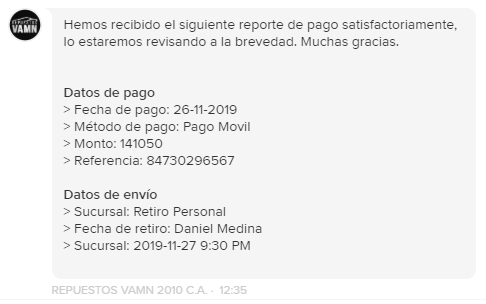 REPUESTOS
VAMN
Hemos recibido el siguiente reporte de pago satisfactoriamente,
lo estaremos revisando a la brevedad. Muchas gracias.
Datos de pago
> Fecha de pago: 26-11-2019
> Método de pago: Pago Movil
> Monto: 141050
> Referencia: 84730296567
Datos de envío
> Sucursal: Retiro Personal
> Fecha de retiro: Daniel Medina
> Sucursal: 2019-11-27 9:30 PM
REPUESTOS VAMN 2010 C.A. · 12:35